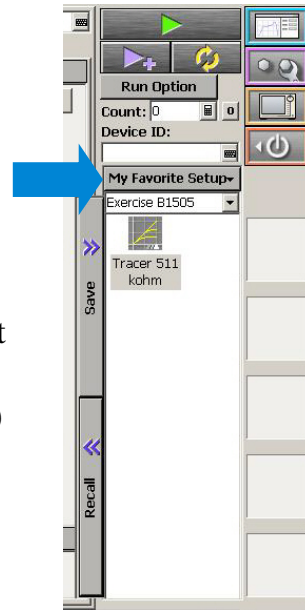 Run Option
Count: 0
0
Device ID:
My Favorite Setup
Exercise B1505
Tracer 511
kohm
Save
Recall
t
)